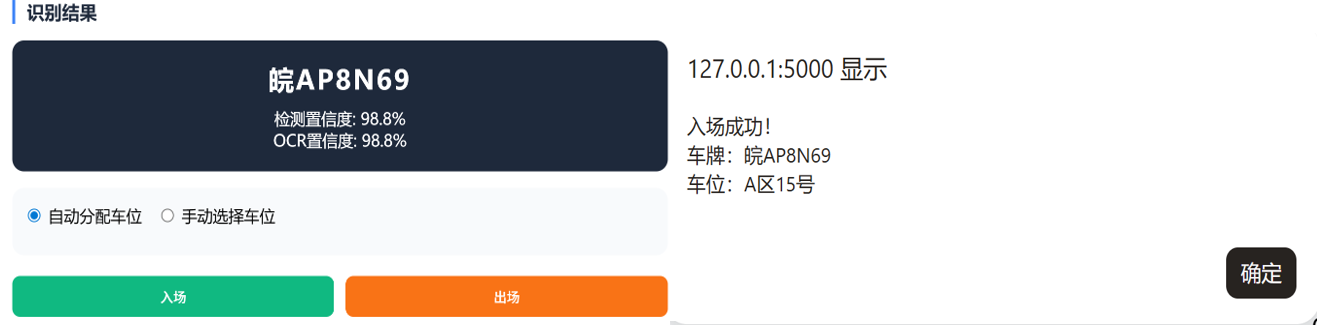 识别结果
皖AP8N69
检测置信度: 98.8%
OCR置信度: 98.8%
自动分配车位 手动选择车位
入场 出场
127.0.0.1:5000 显示
入场成功！
车牌：皖AP8N69
车位：A区15号
确定